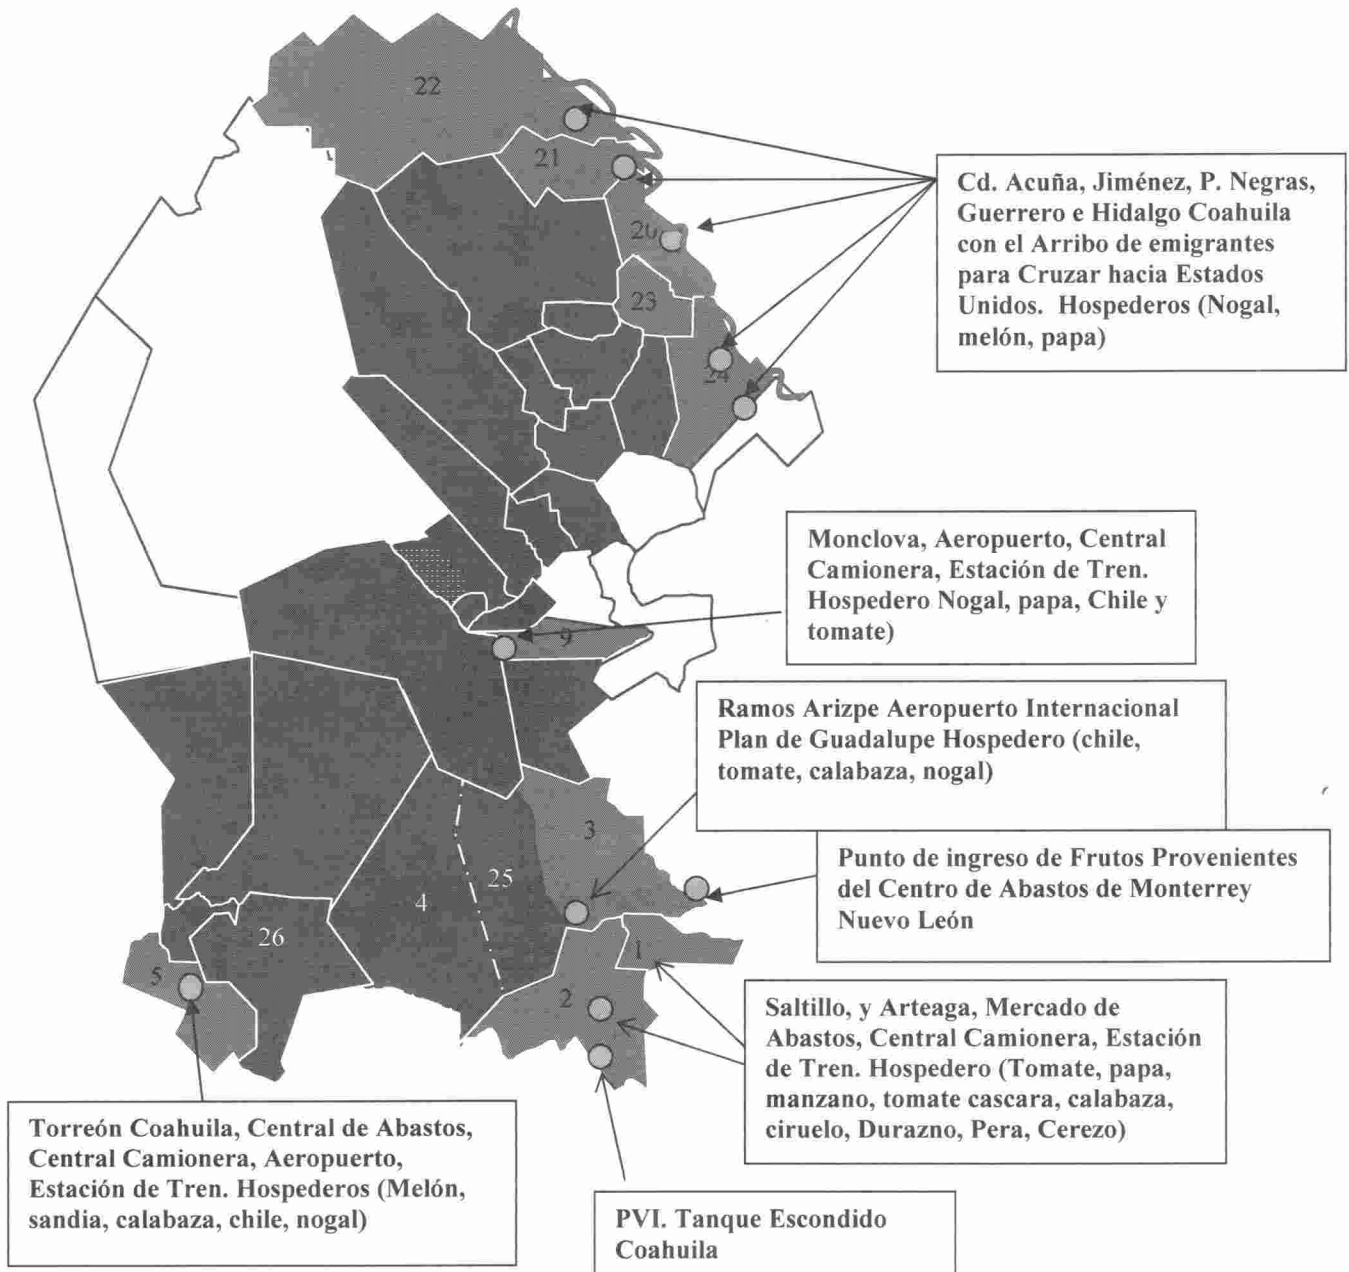 22
21
20
23
24
Cd. Acuña, Jiménez, P. Negras,
Guerrero e Hidalgo Coahuila
con el Arribo de emigrantes
para Cruzar hacia Estados
Unidos. Hospederos (Nogal,
melón, papa)
Monclova, Aeropuerto, Central
Camionera, Estación de Tren.
Hospedero Nogal, papa, Chile y
tomate)
9
Ramos Arizpe Aeropuerto Internacional
Plan de Guadalupe Hospedero (chile,
tomate, calabaza, nogal)
3
Punto de ingreso de Frutos Provenientes
del Centro de Abastos de Monterrey
Nuevo León
25
4
26
5
1
2
Saltillo, y Arteaga, Mercado de
Abastos, Central Camionera, Estación
de Tren. Hospedero (Tomate, papa,
manzano, tomate cascara, calabaza,
ciruelo, Durazno, Pera, Cerezo)
Torreón Coahuila, Central de Abastos,
Central Camionera, Aeropuerto,
Estación de Tren. Hospederos (Melón,
sandia, calabaza, chile, nogal)
PVI. Tanque Escondido
Coahuila